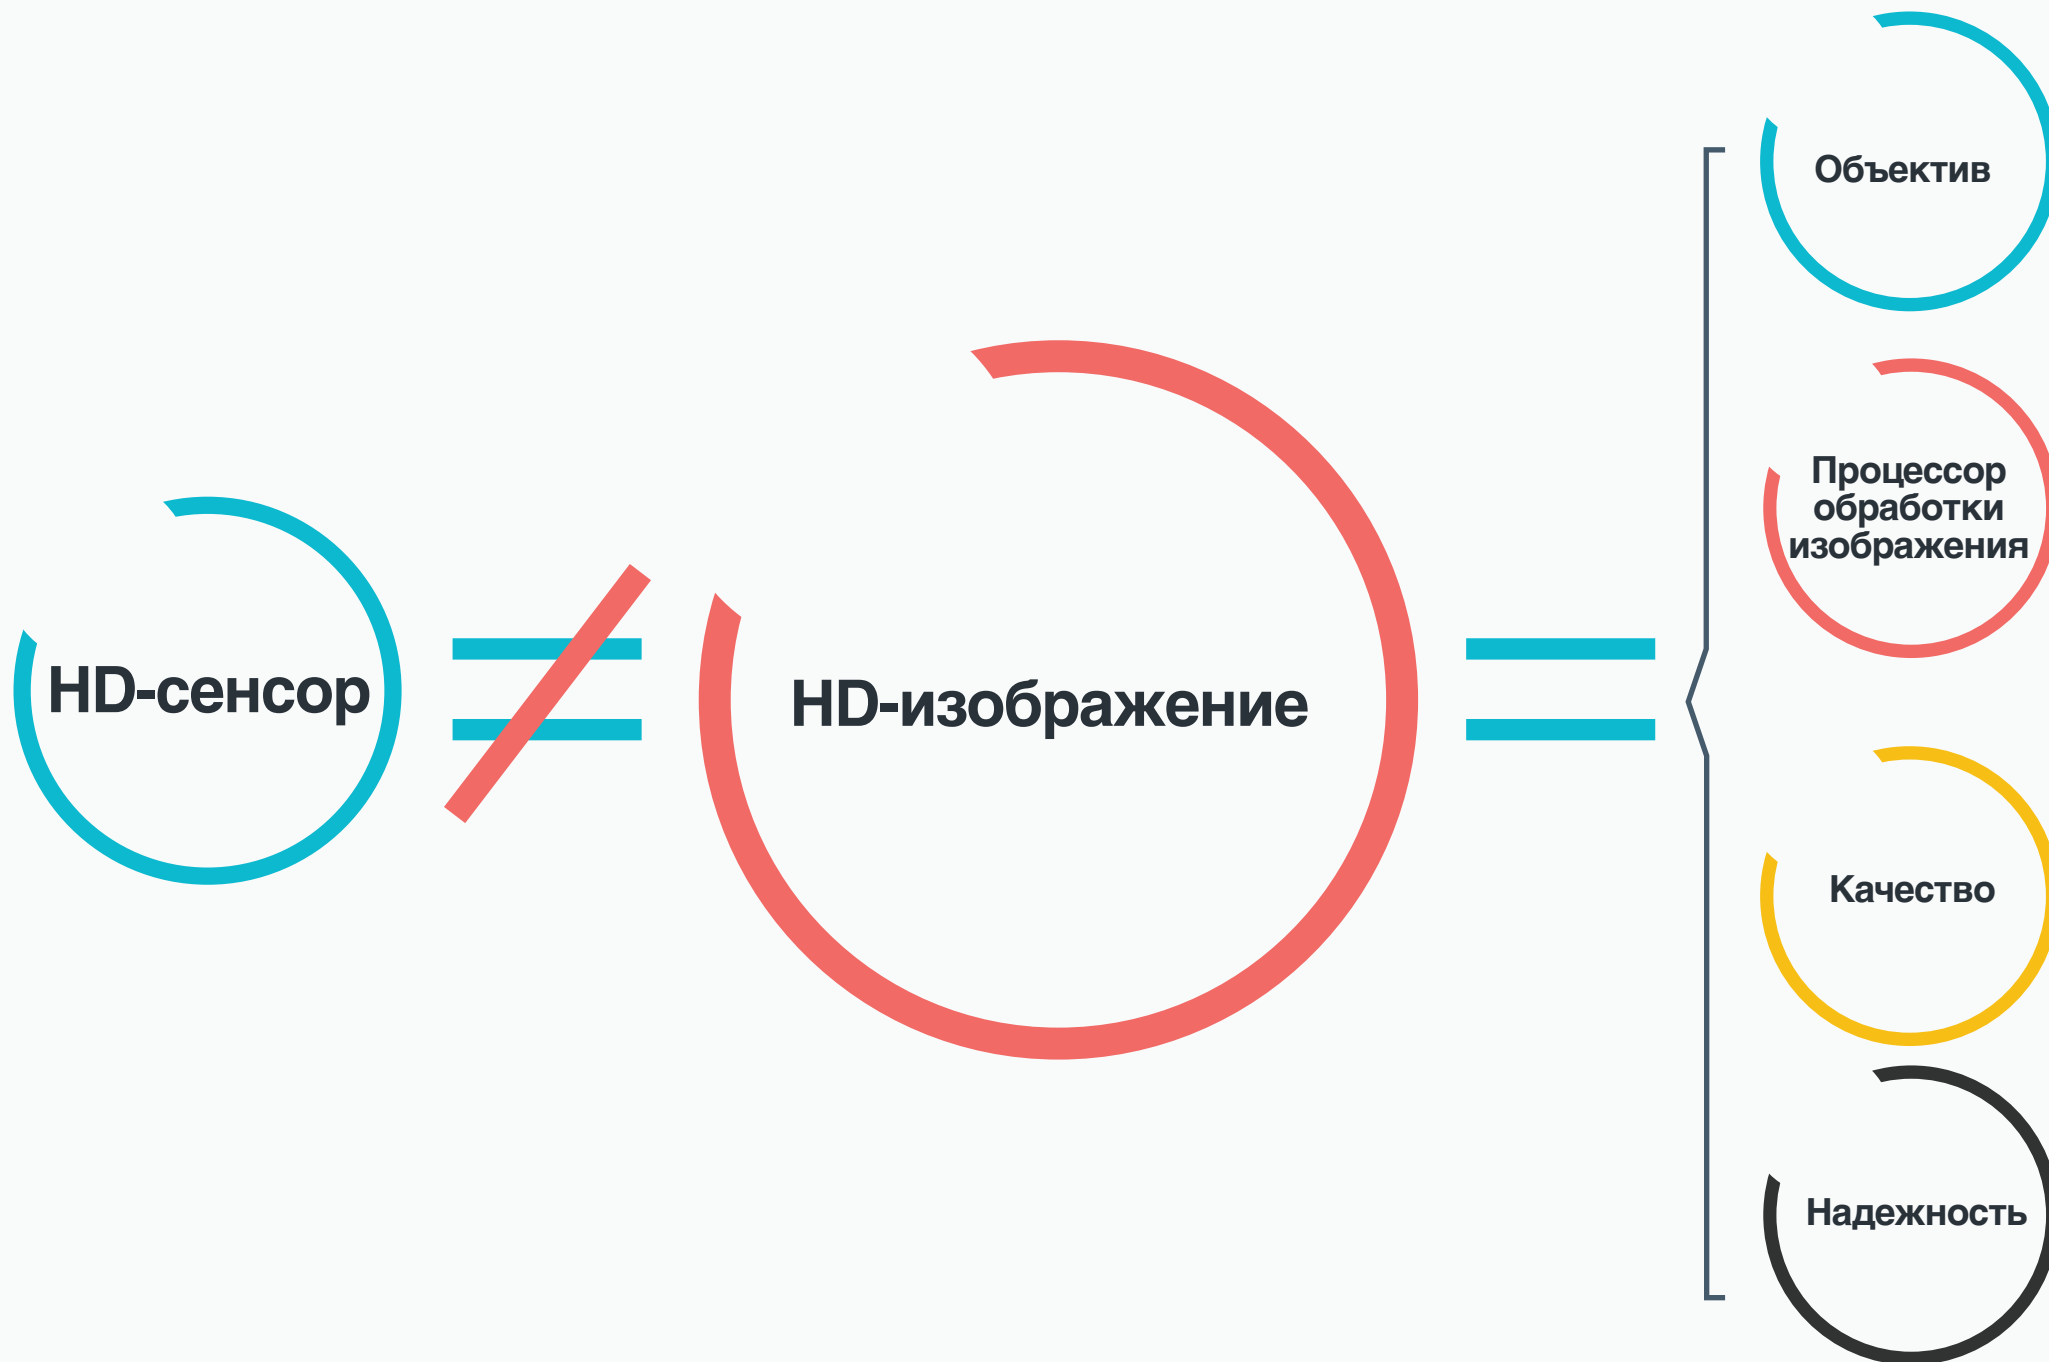 HD-сенсор
HD-изображение
Объектив
Процессор
обработки
изображения
Качество
Надежность